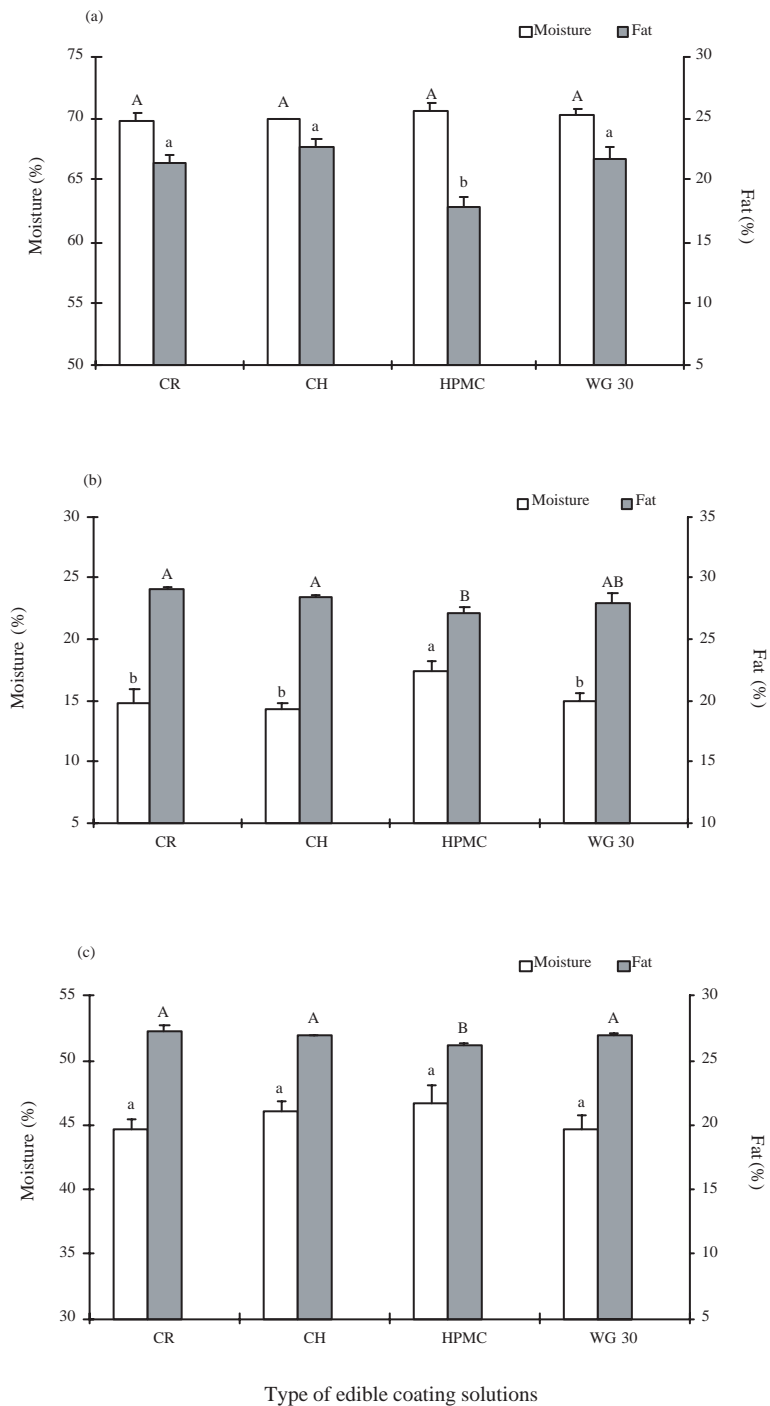 (a)
Moisture Fat
75 30
A A A A
70 25
a a a
65 20
b
60 15
55 10
50 5
Moisture (%)
Fat (%)
CR CH HPMC WG 30
(b)
Moisture Fat
30 35
A A B AB
25 30
20 25
b b a b
15 20
10 15
5 10
Moisture (%)
Fat (%)
CR CH HPMC WG 30
(c)
Moisture Fat
55 30
A A B A
50 25
a a a a
45 20
40 15
35 10
30 5
Moisture (%)
Fat (%)
CR CH HPMC WG 30
Type of edible coating solutions